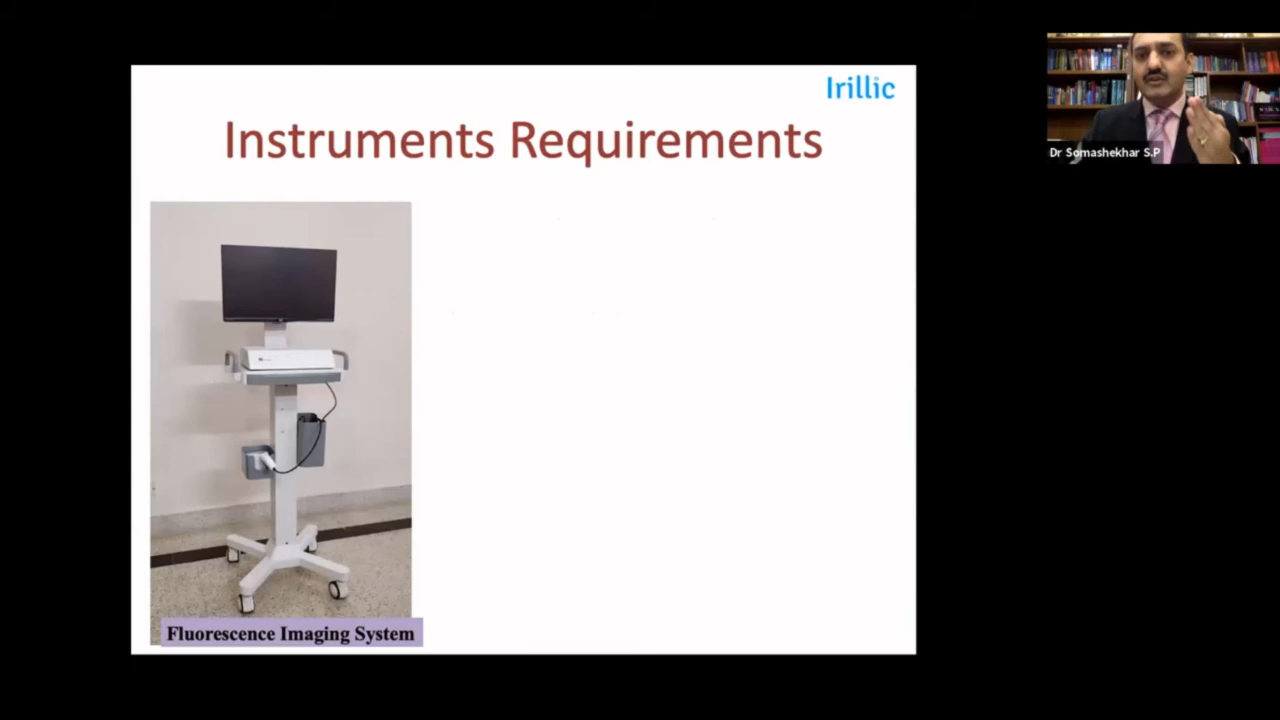 Irillic
Instruments Requirements
Fluorescence Imaging System
Dr Somashekhar S.P